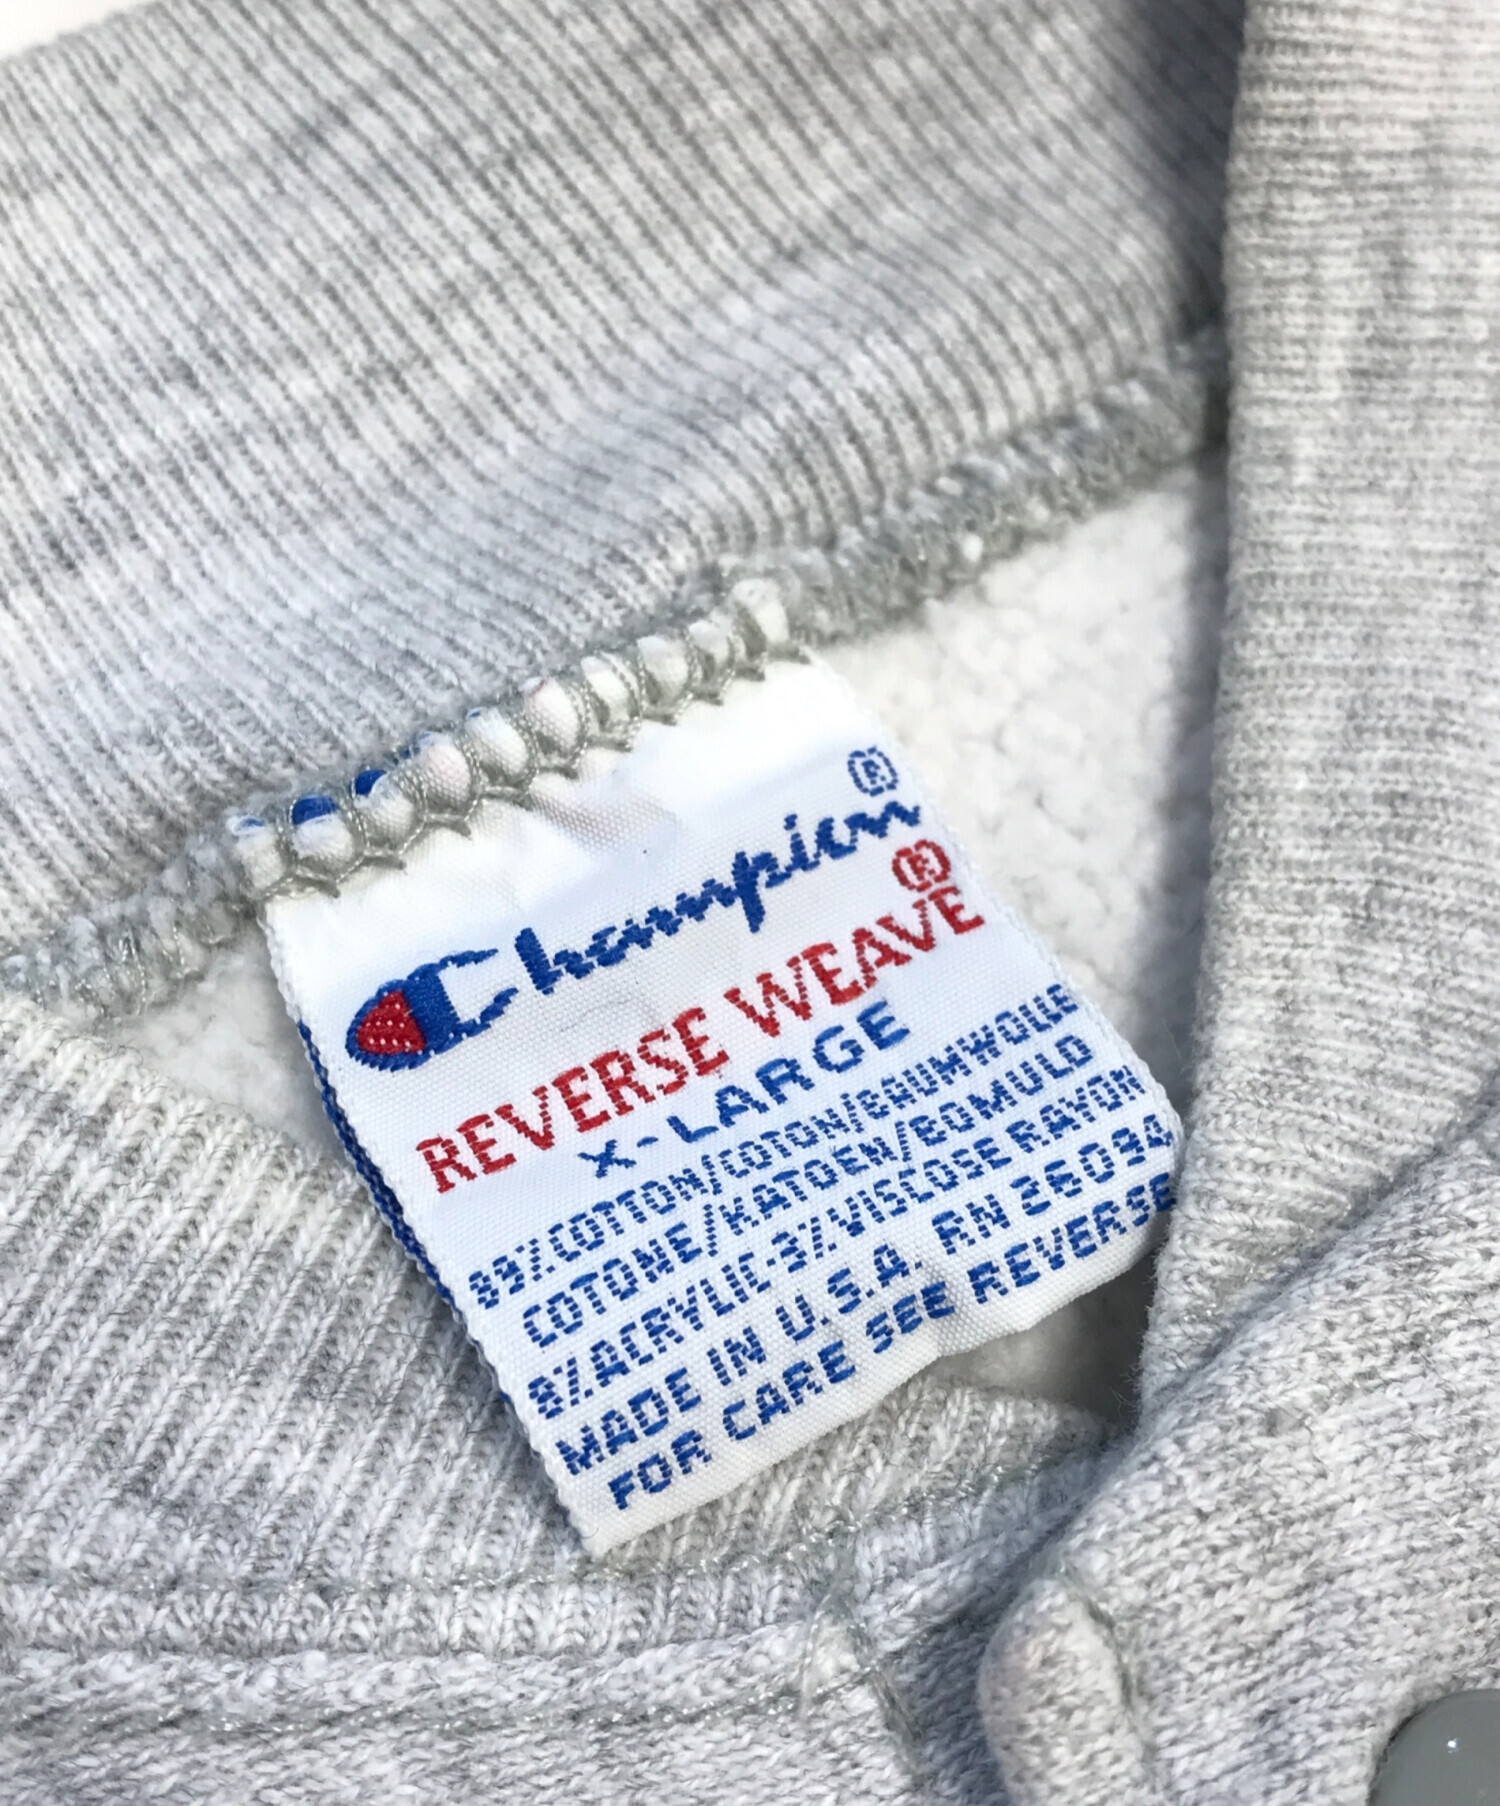 Champion®
REVERSE WEAVE®
X-LARGE
89%COTTON/COTON/BAUMWOLLE
COTONE/KATOEN/BOMULD
8%ACRYLIC-3%VISCOSE RAYON
MADE IN U.S.A. RN 26094
FOR CARE SEE REVERSE